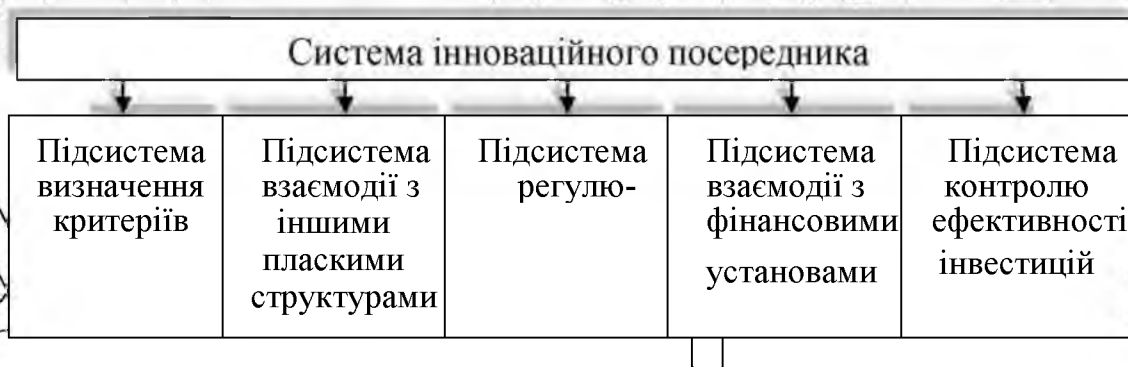 Система інноваційного посередника
Підсистема
визначення
критеріїв
Підсистема
взаємодії з
іншими
пласкими
структурами
Підсистема
регулю-
Підсистема
взаємодії з
фінансовими
установами
Підсистема
контролю
ефективності
інвестицій